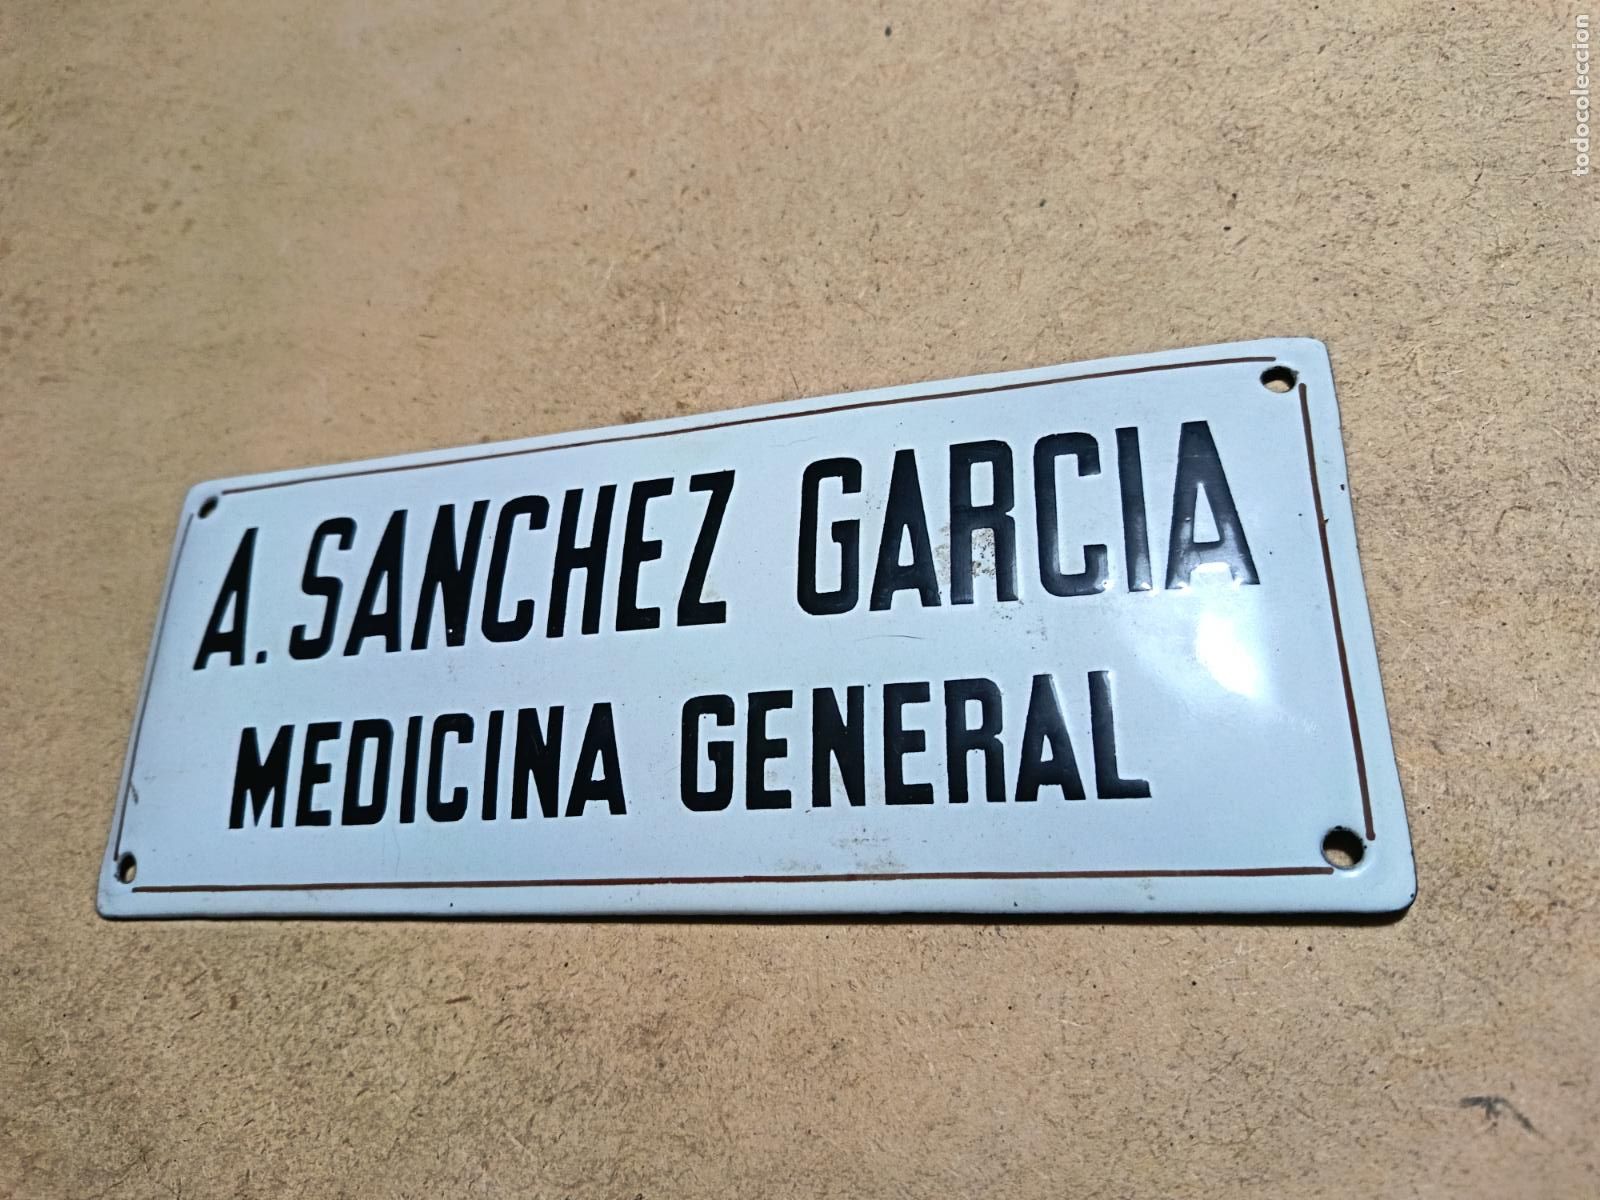 A. SANCHEZ GARCIA
MEDICINA GENERAL
todocoleccion